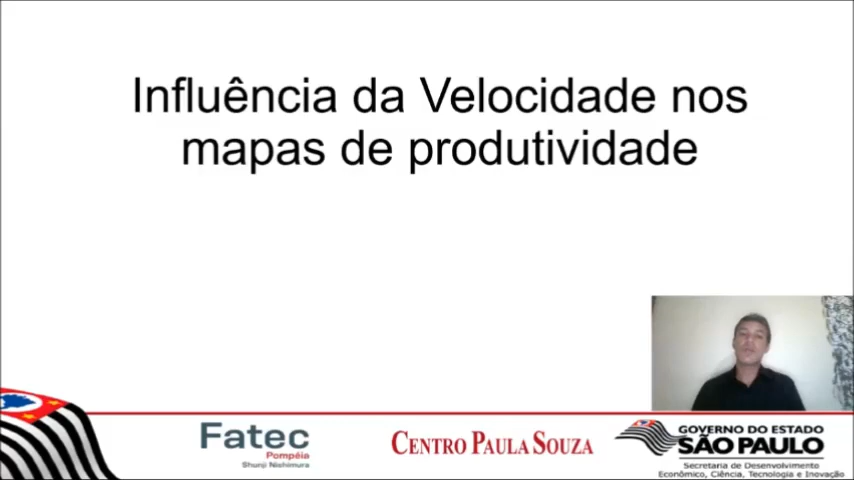 Influência da Velocidade nos
mapas de produtividade
Fatec
Pompéia
Shunji Nishimura
CENTRO PAULA SOUZA
GOVERNO DO ESTADO
SÃO PAULO
Secretaria de Desenvolvimento
Econômico, Ciência, Tecnologia e Inovação